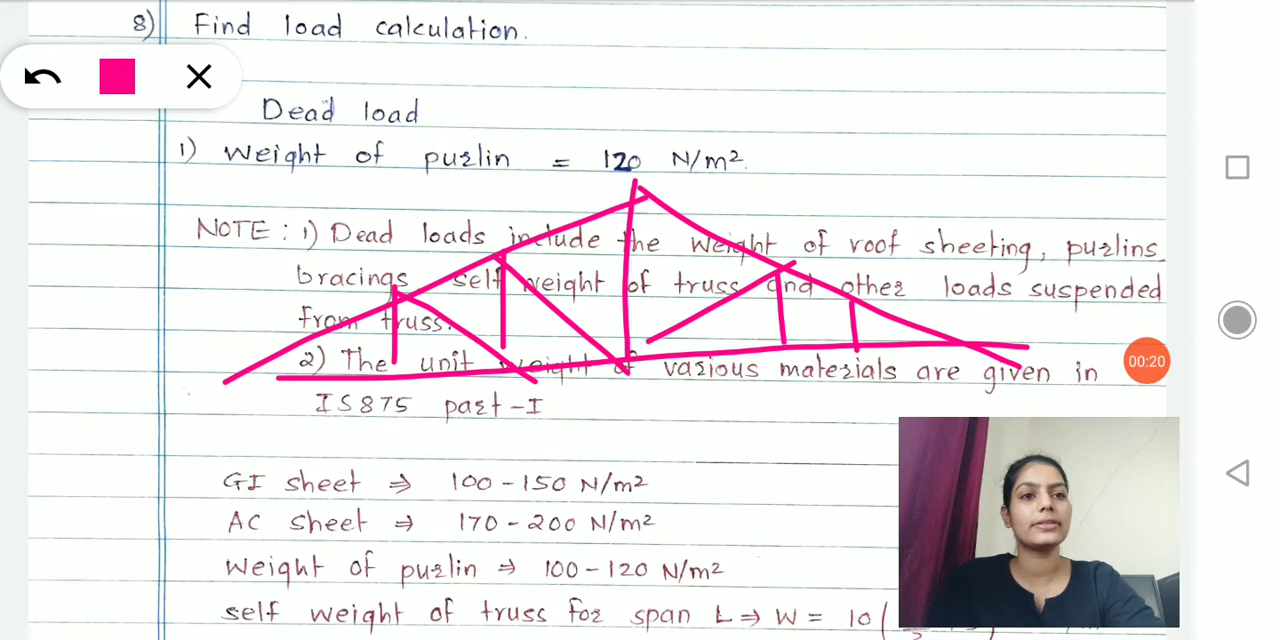 8) Find load calculation.
Dead load
1) Weight of purlin = 120 N/m²
NOTE : 1) Dead loads include the weight of roof sheeting, purlins
bracings self weight of truss and other loads suspended
from truss.
2) The unit weight of various materials are given in
IS875 part-I
00:20
GI sheet ⇒ 100-150 N/m²
AC sheet ⇒ 170-200 N/m²
Weight of purlin ⇒ 100-120 N/m²
self weight of truss for span L ⇒ W = 10(